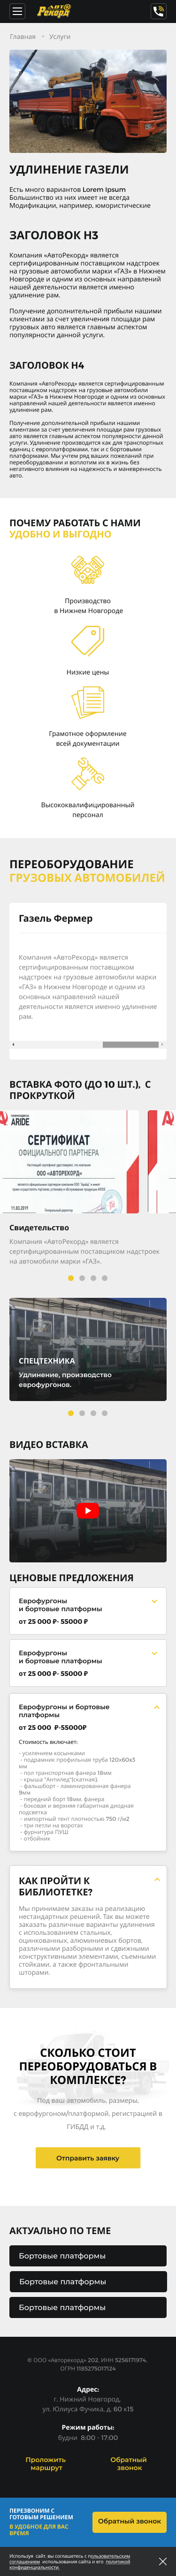 АВТО
Рекорд
Главная
Услуги
УДЛИНЕНИЕ ГАЗЕЛИ
Есть много вариантов Lorem Ipsum
Большинство из них имеет не всегда
Модификации, например, юмористические
ЗАГОЛОВОК H3
Компания «АвтоРекорд» является
сертифицированным поставщиком надстроек
на грузовые автомобили марки «ГАЗ» в Нижнем
Новгороде и одним из основных направлений
нашей деятельности является именно
удлинение рам.
Получение дополнительной прибыли нашими
клиентами за счет увеличения площади рам
грузовых авто является главным аспектом
популярности данной услуги.
ЗАГОЛОВОК H4
Компания «АвтоРекорд» является сертифицированным
поставщиком надстроек на грузовые автомобили
марки «ГАЗ» в Нижнем Новгороде и одним из основных
направлений нашей деятельности является именно
удлинение рам.
Получение дополнительной прибыли нашими
клиентами за счет увеличения площади рам грузовых
авто является главным аспектом популярности данной
услуги. Удлинение производится как для транспортных
единиц с европлатформами, так и с бортовыми
платформами. Мы учтем ряд ваших пожеланий при
переоборудовании и воплотим их в жизнь без
негативного влияния на надежность и маневренность
авто.
ПОЧЕМУ РАБОТАТЬ С НАМИ
УДОБНО И ВЫГОДНО
Производство
в Нижнем Новгороде
Низкие цены
Грамотное оформление
всей документации
Высококвалифицированный
персонал
ПЕРЕОБОРУДОВАНИЕ
ГРУЗОВЫХ АВТОМОБИЛЕЙ
Газель Фермер
Компания «АвтоРекорд» является
сертифицированным поставщиком
надстроек на грузовые автомобили марки
«ГАЗ» в Нижнем Новгороде и одним из
основных направлений нашей
деятельности является именно удлинение
рам.
ВСТАВКА ФОТО (ДО 10 ШТ.), С
ПРОКРУТКОЙ
ARIDE
СЕРТИФИКАТ
ОФИЦИАЛЬНОГО ПАРТНЕРА
Свидетельство
Компания «АвтоРекорд» является
сертифицированным поставщиком надстроек
на автомобили марки «ГАЗ».
СПЕЦТЕХНИКА
Удлинение, производство
еврофургонов.
ВИДЕО ВСТАВКА
ЦЕНОВЫЕ ПРЕДЛОЖЕНИЯ
Еврофургоны
и бортовые платформы
от 25 000 ₽- 55000 ₽
Еврофургоны
и бортовые платформы
от 25 000 ₽- 55000 ₽
Еврофургоны и бортовые
платформы
от 25 000 ₽-55000₽
Стоимость включает:
- усилением косынками
- подрамник профильная труба 120х60х3
мм
- пол транспортная фанера 18мм
- крыша "Антилед"(скатная).
- фальшборт - ламинированная фанера
9мм
- передний борт 18мм. фанера
- боковая и верхняя габаритная диодная
подсветка
- импортный тент плотностью 750 г/м2
- три петли на воротах
- фурнитура ПУШ
- отбойник
КАК ПРОЙТИ К
БИБЛИОТЕТКЕ?
Мы принимаем заказы на реализацию
нестандартных решений. Так вы можете
заказать различные варианты удлинения
с использованием стальных,
оцинкованных, алюминиевых бортов,
различными разборными и сдвижными
конструктивными элементами, съемными
стойками, а также фронтальными
шторами.
СКОЛЬКО СТОИТ
ПЕРЕОБОРУДОВАТЬСЯ В
КОМПЛЕКСЕ?
Под ваш автомобиль, размеры,
с еврофургоном/платформой, регистрацией в
ГИБДД и т.д.
Отправить заявку
АКТУАЛЬНО ПО ТЕМЕ
Бортовые платформы
Бортовые платформы
Бортовые платформы
© ООО «Авторекорд» 202. ИНН 5256171974.
ОГРН 1185275017124
Адрес:
г. Нижний Новгород,
ул. Юлиуса Фучика, д. 60 к15
Режим работы:
будни 8:00 - 17:00
Проложить
маршрут
Обратный
звонок
ПЕРЕЗВОНИМ С
ГОТОВЫМ РЕШЕНИЕМ
В УДОБНОЕ ДЛЯ ВАС
ВРЕМЯ
Обратный звонок
Используя сайт, вы соглашаетесь с пользовательским
соглашением использования сайта и его политикой
конфиденциальности.